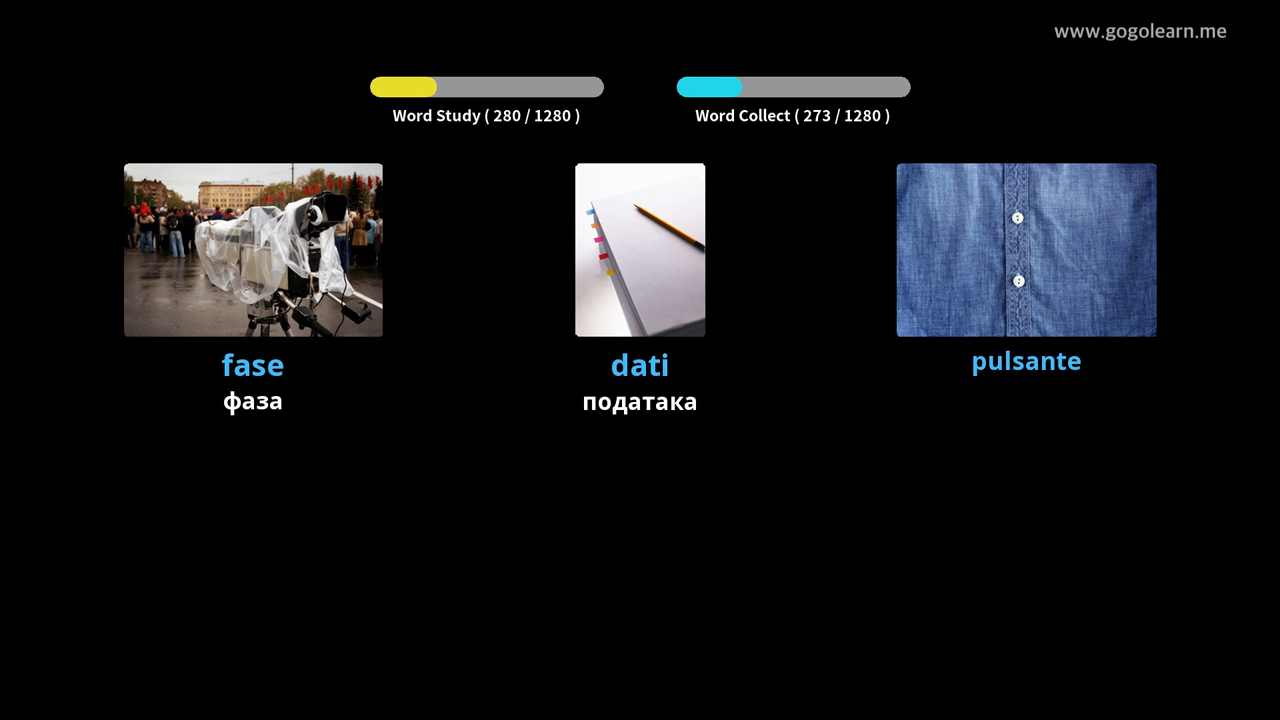 www.gogolearn.me
Word Study ( 280 / 1280 )
Word Collect ( 273 / 1280 )
fase
фаза
dati
података
pulsante